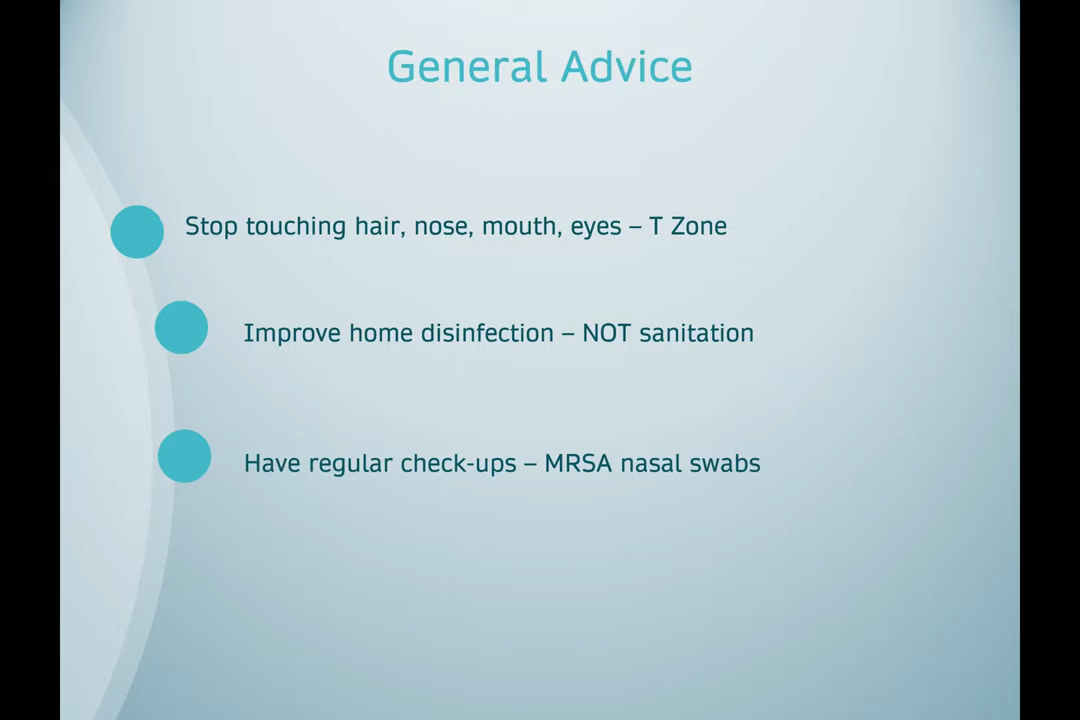 General Advice
Stop touching hair, nose, mouth, eyes – T Zone
Improve home disinfection – NOT sanitation
Have regular check-ups – MRSA nasal swabs